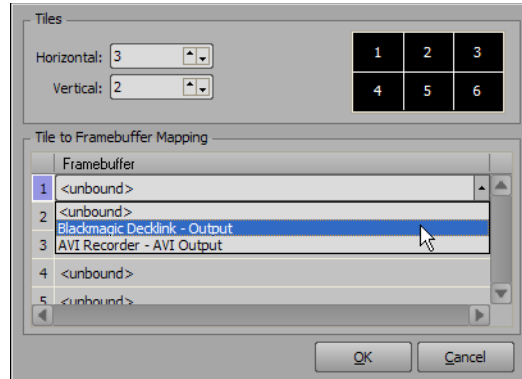 Tiles
Horizontal: 3
Vertical: 2
1 2 3
4 5 6
Tile to Framebuffer Mapping
Framebuffer
1 <unbound>
2 <unbound>
Blackmagic Decklink - Output
3 AVI Recorder - AVI Output
4 <unbound>
5 <unbound>
OK Cancel